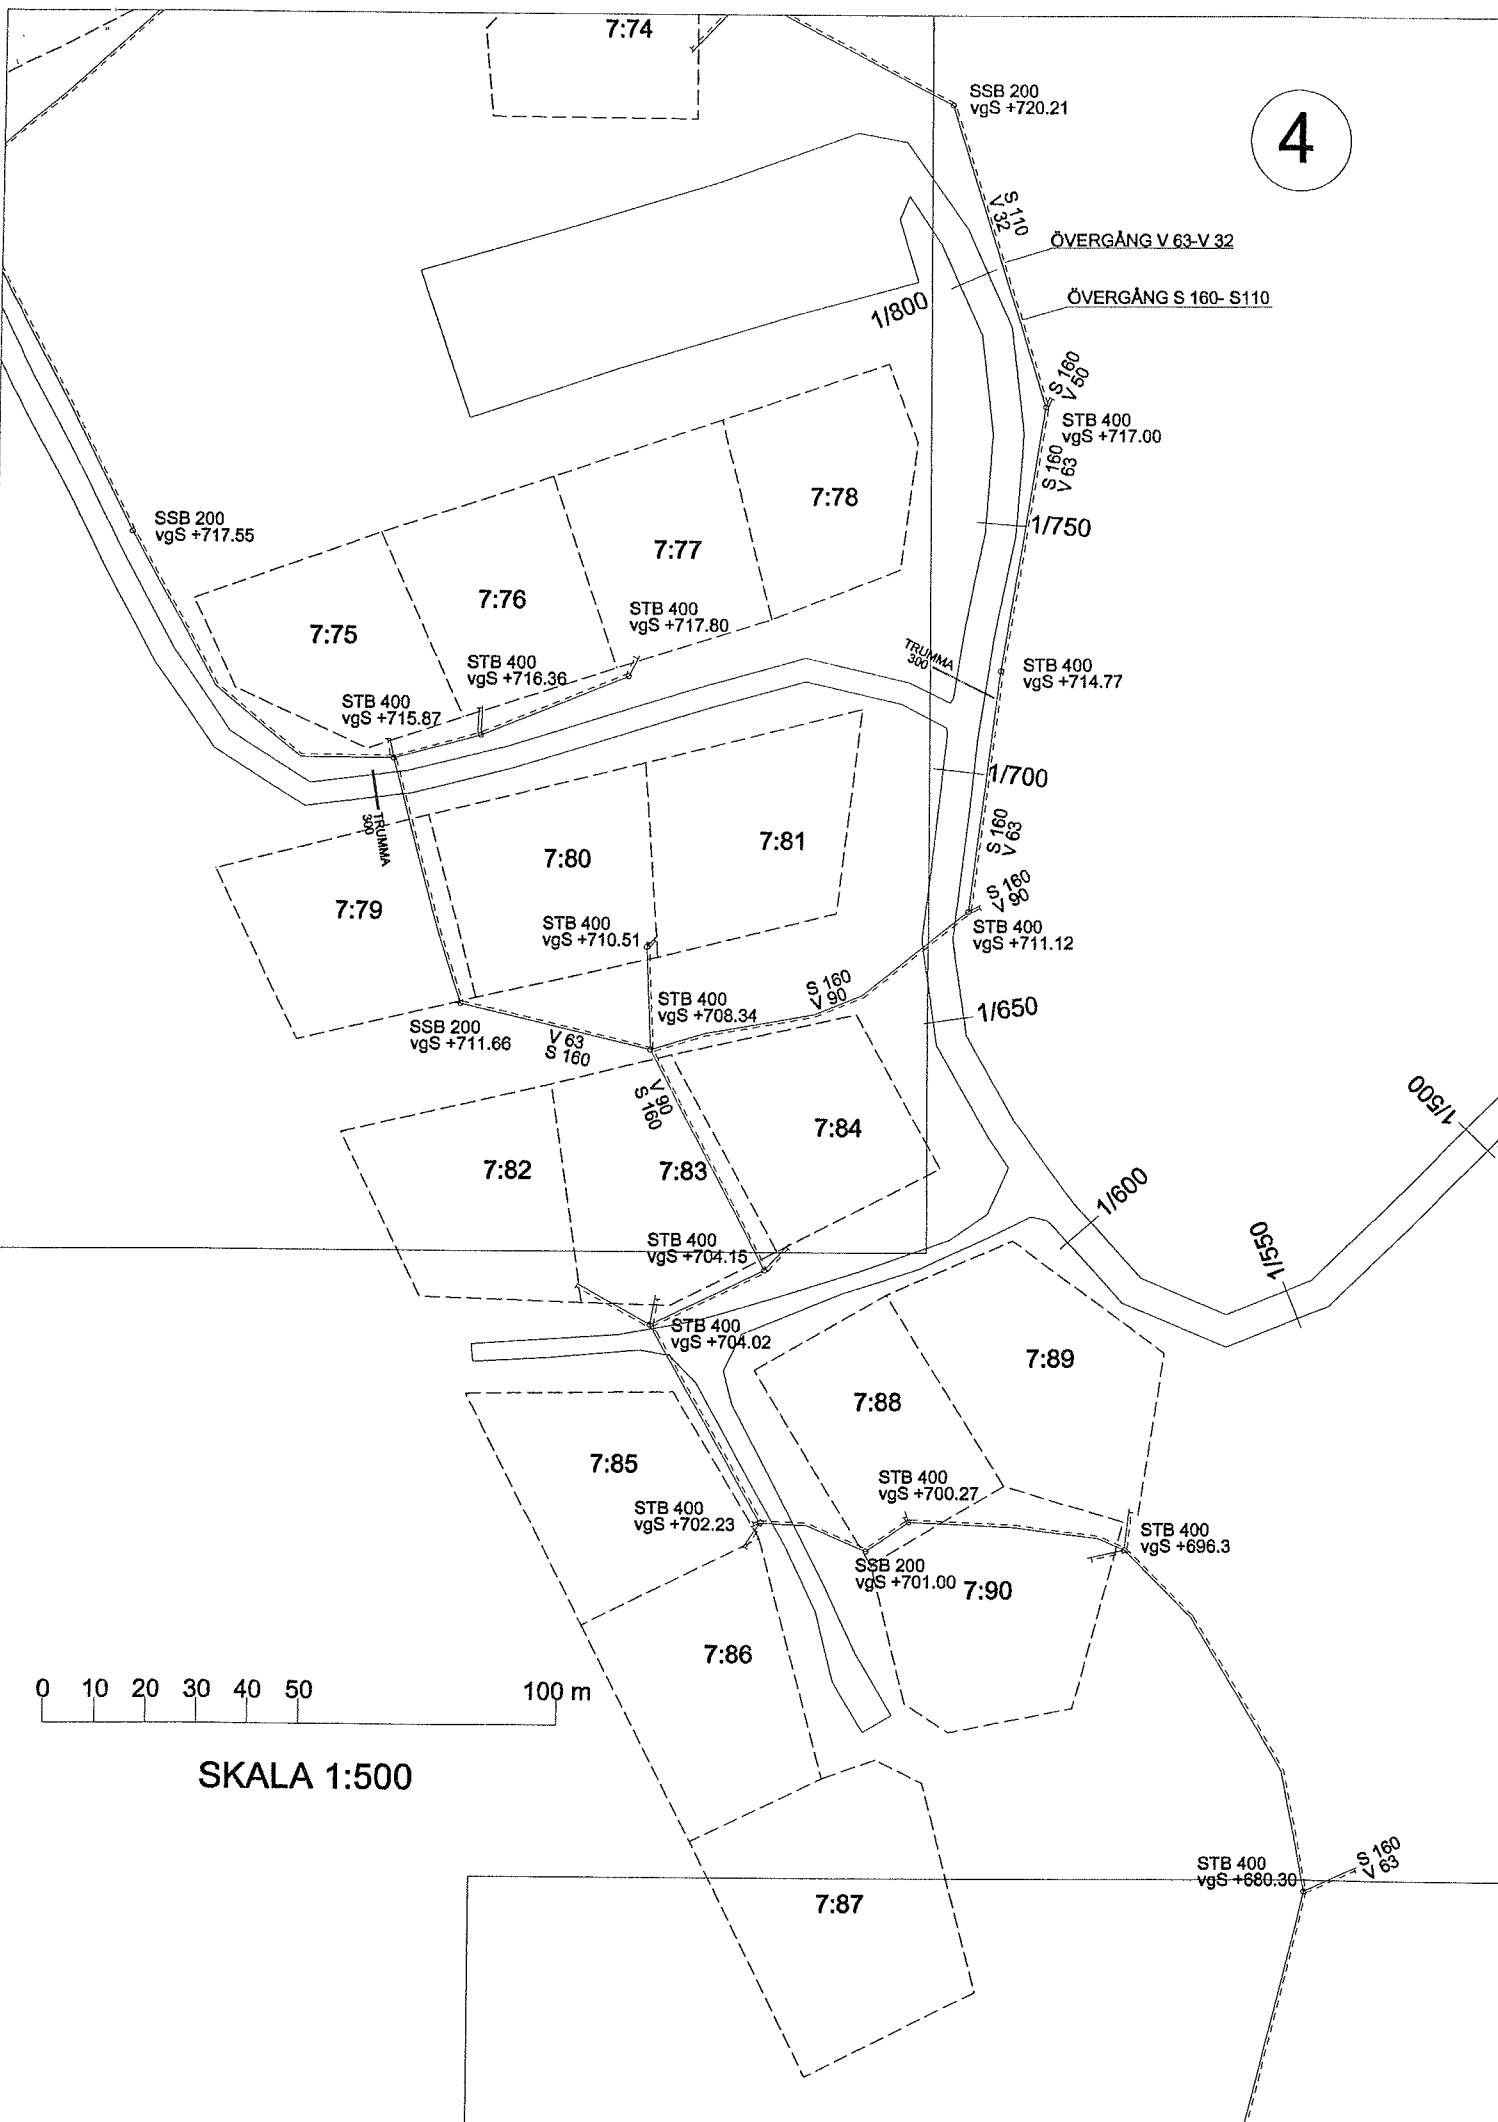 7:74
SSB 200
vgS +720.21
4
S 110
V 32
ÖVERGÅNG V 63-V 32
ÖVERGÅNG S 160- S110
1/800
S 160
V 50
STB 400
vgS +717.00
S 160
V 63
7:78
SSB 200
vgS +717.55
1/750
7:77
7:76
STB 400
vgS +717.80
7:75
TRUMMA
300
STB 400
vgS +716.36
STB 400
vgS +714.77
STB 400
vgS +715.87
1/700
TRUMMA
300
S 160
V 63
7:81
7:80
S 160
V 90
7:79
STB 400
vgS +710.51
STB 400
vgS +711.12
S 160
V 90
STB 400
vgS +708.34
1/650
SSB 200
vgS +711.66
V 63
S 160
V 90
S 160
1/500
7:84
7:82
7:83
1/600
STB 400
vgS +704.15
1/550
STB 400
vgS +704.02
7:89
7:88
7:85
STB 400
vgS +700.27
STB 400
vgS +702.23
STB 400
vgS +696.3
SSB 200
vgS +701.00
7:90
7:86
0 10 20 30 40 50 100 m
SKALA 1:500
S 160
V 63
STB 400
vgS +680.30
7:87